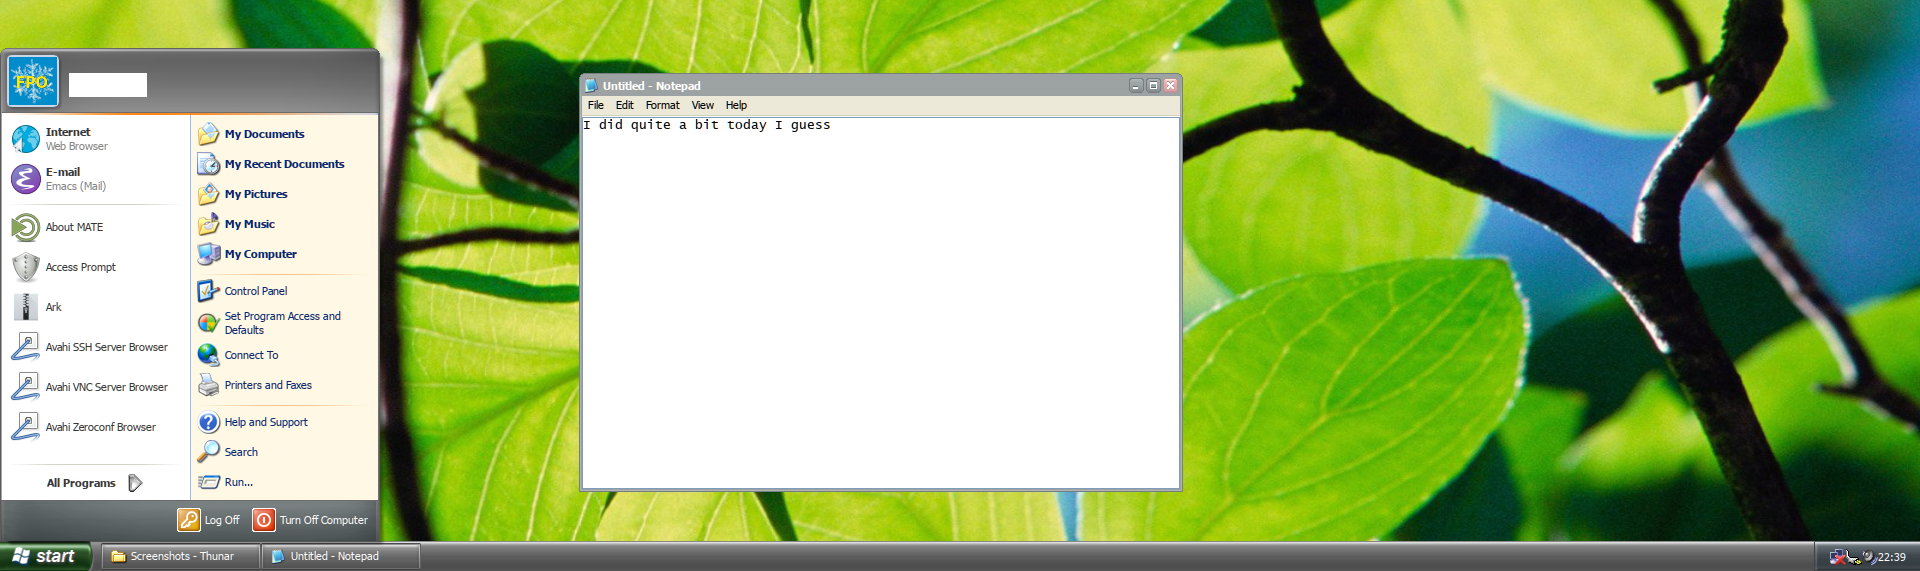 FPO
Internet
Web Browser
E-mail
Emacs (Mail)
About MATE
Access Prompt
Ark
Avahi SSH Server Browser
Avahi VNC Server Browser
Avahi Zeroconf Browser
All Programs
My Documents
My Recent Documents
My Pictures
My Music
My Computer
Control Panel
Set Program Access and
Defaults
Connect To
Printers and Faxes
Help and Support
Search
Run...
Log Off
Turn Off Computer
Untitled - Notepad
File Edit Format View Help
I did quite a bit today I guess
start
Screenshots - Thunar
Untitled - Notepad
22:39